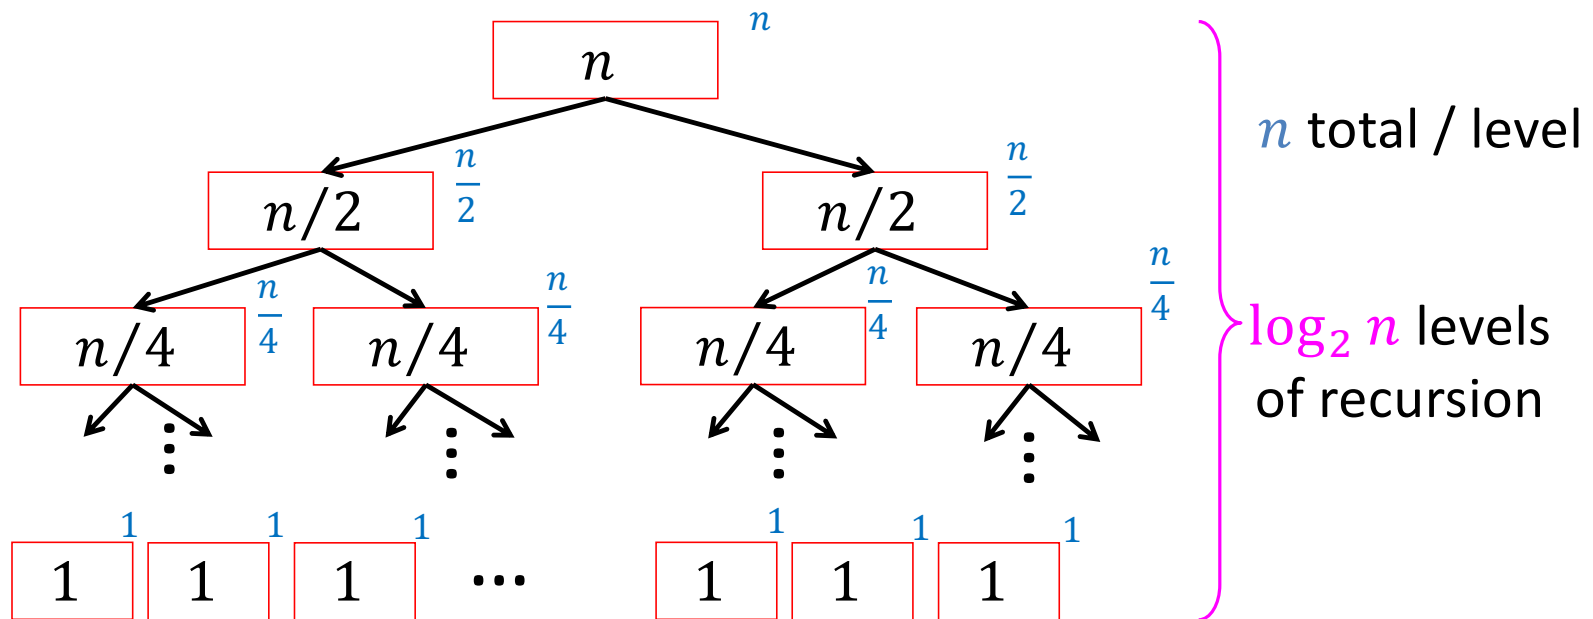 n
n
n total / level
n/2
n/2
n/2
n/2
n/4
n/4
n/4
n/4
n/4
n/4
n/4
n/4
log₂ n levels
of recursion
1 1 1 1 1 1
1 1 1 ... 1 1 1